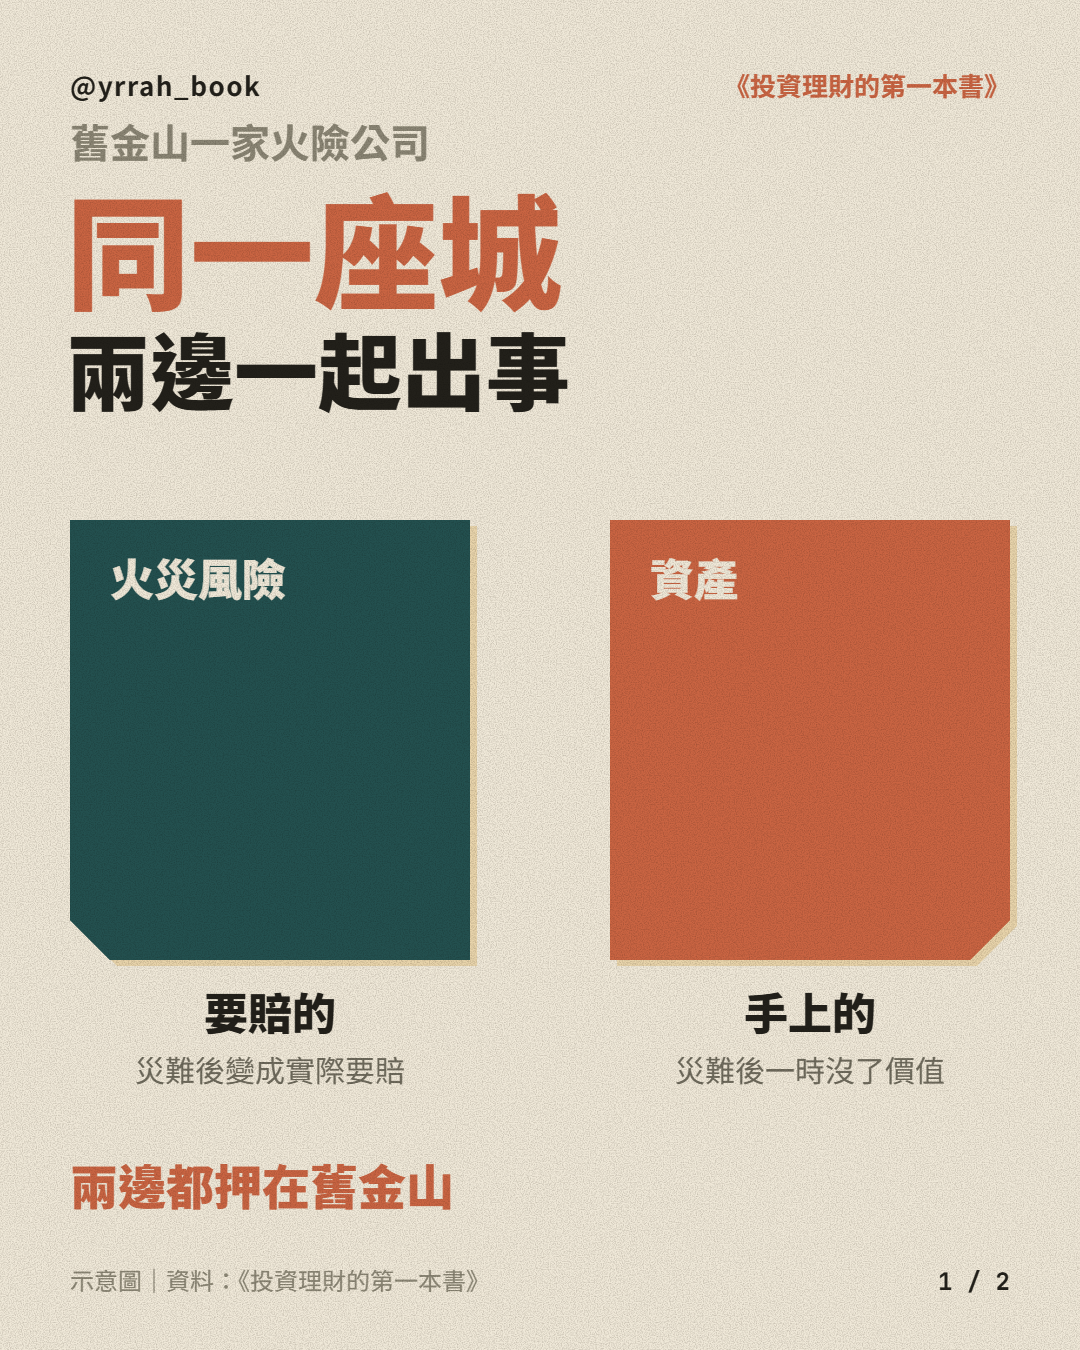 @yrrah_book
《投資理財的第一本書》
舊金山一家火險公司
同一座城
兩邊一起出事
火災風險
資產
要賠的
災難後變成實際要賠
手上的
災難後一時沒了價值
兩邊都押在舊金山
示意圖｜資料：《投資理財的第一本書》
1 / 2